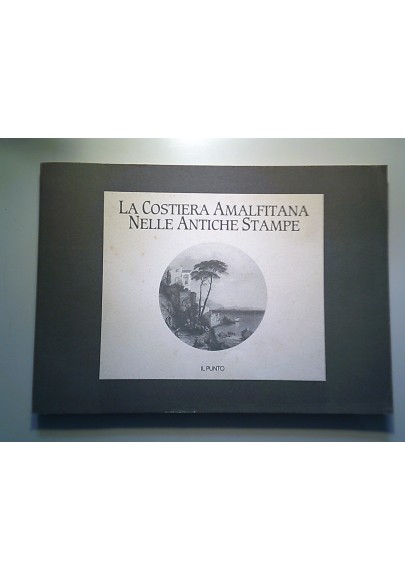 LA COSTIERA AMALFITANA
NELLE ANTICHE STAMPE
IL PUNTO